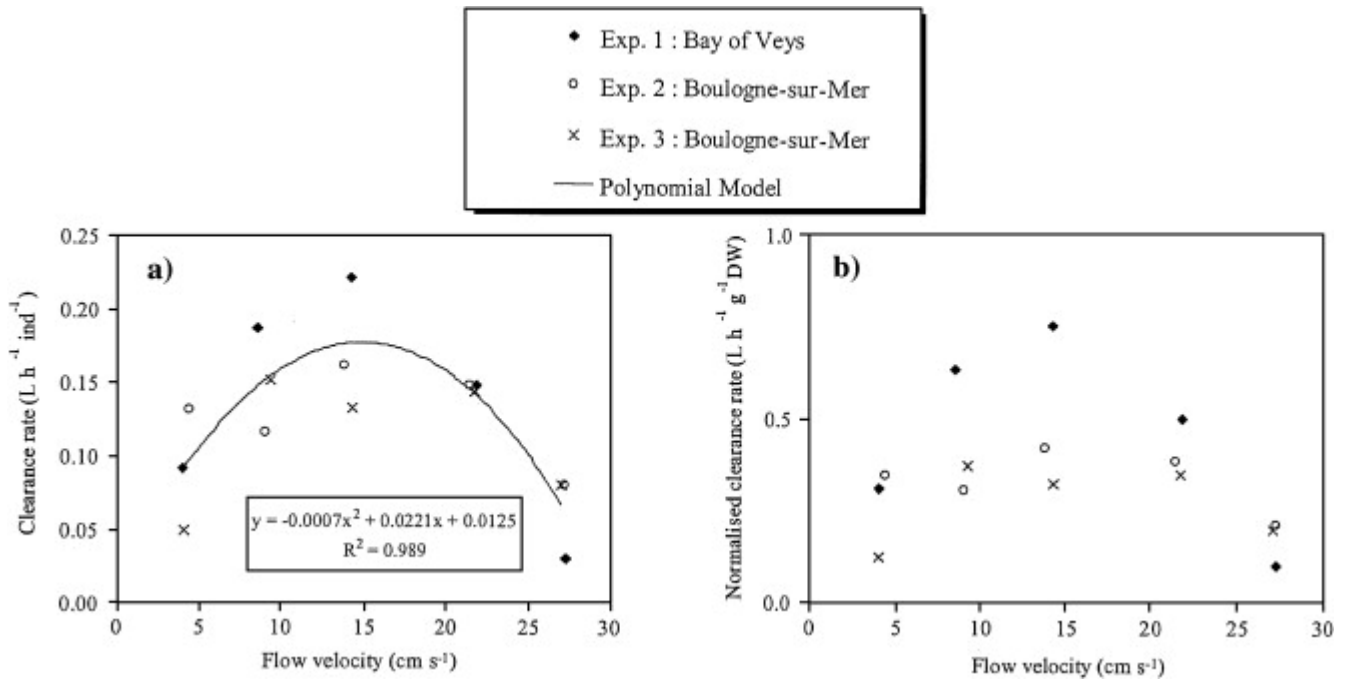 Exp. 1 : Bay of Veys
Exp. 2 : Boulogne-sur-Mer
Exp. 3 : Boulogne-sur-Mer
Polynomial Model
a)
Clearance rate (L h⁻¹ ind⁻¹)
0.25
0.20
0.15
0.10
0.05
0.00
y = -0.0007x² + 0.0221x + 0.0125
R² = 0.989
0 5 10 15 20 25 30
Flow velocity (cm s⁻¹)
b)
Normalised clearance rate (L h⁻¹ g⁻¹ DW)
1.0
0.5
0.0
0 5 10 15 20 25 30
Flow velocity (cm s⁻¹)